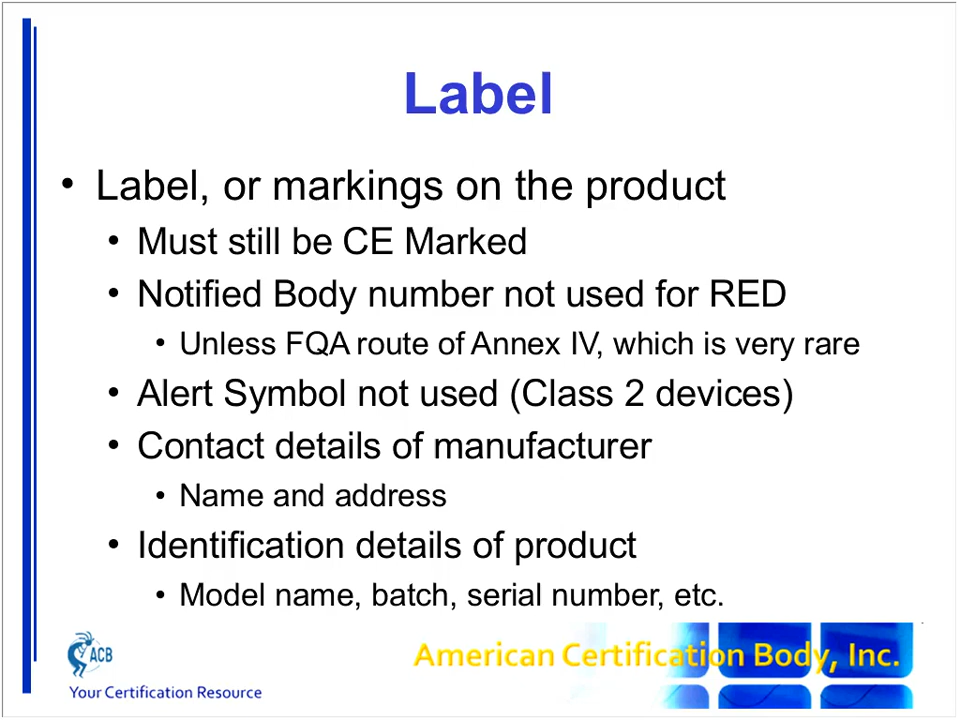 Label
• Label, or markings on the product
• Must still be CE Marked
• Notified Body number not used for RED
• Unless FQA route of Annex IV, which is very rare
• Alert Symbol not used (Class 2 devices)
• Contact details of manufacturer
• Name and address
• Identification details of product
• Model name, batch, serial number, etc.
ACB
American Certification Body, Inc.
Your Certification Resource